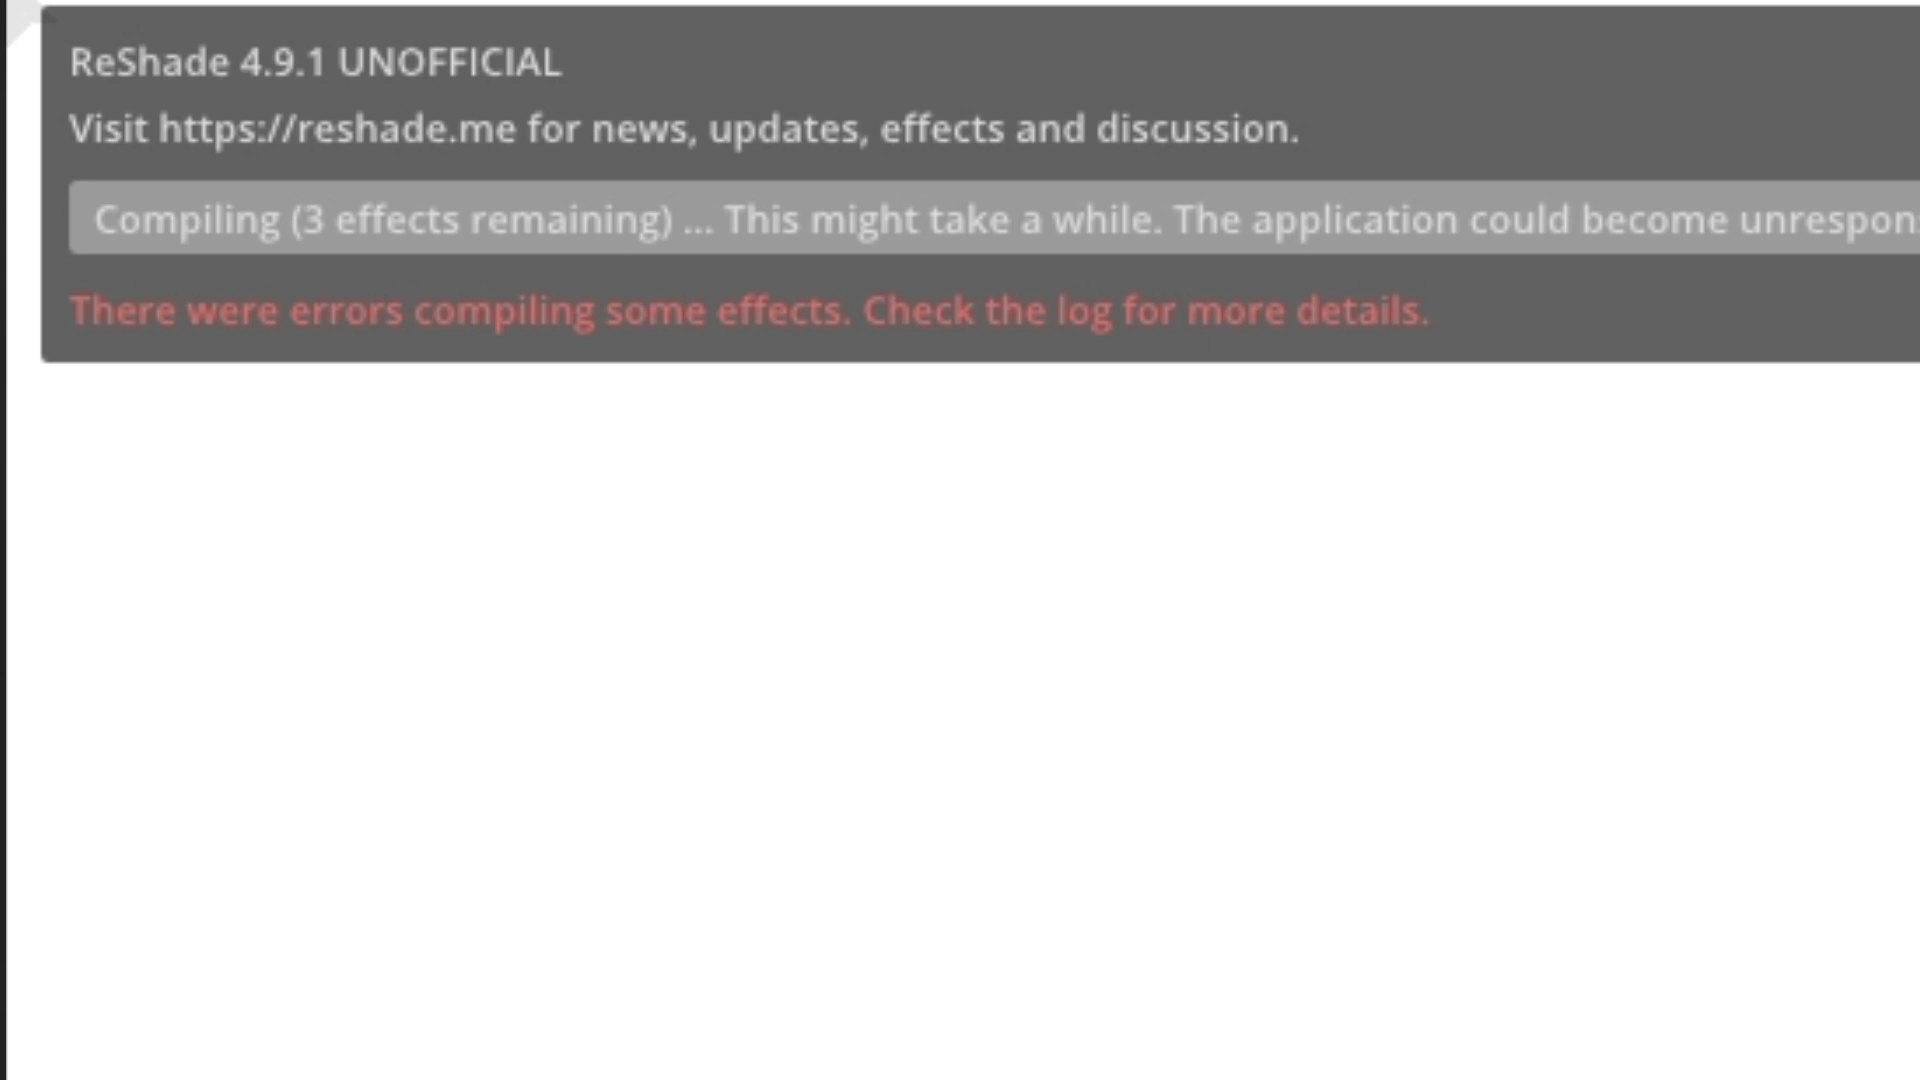 ReShade 4.9.1 UNOFFICIAL
Visit https://reshade.me for news, updates, effects and discussion.
Compiling (3 effects remaining) ... This might take a while. The application could become
There were errors compiling some effects. Check the log for more details.